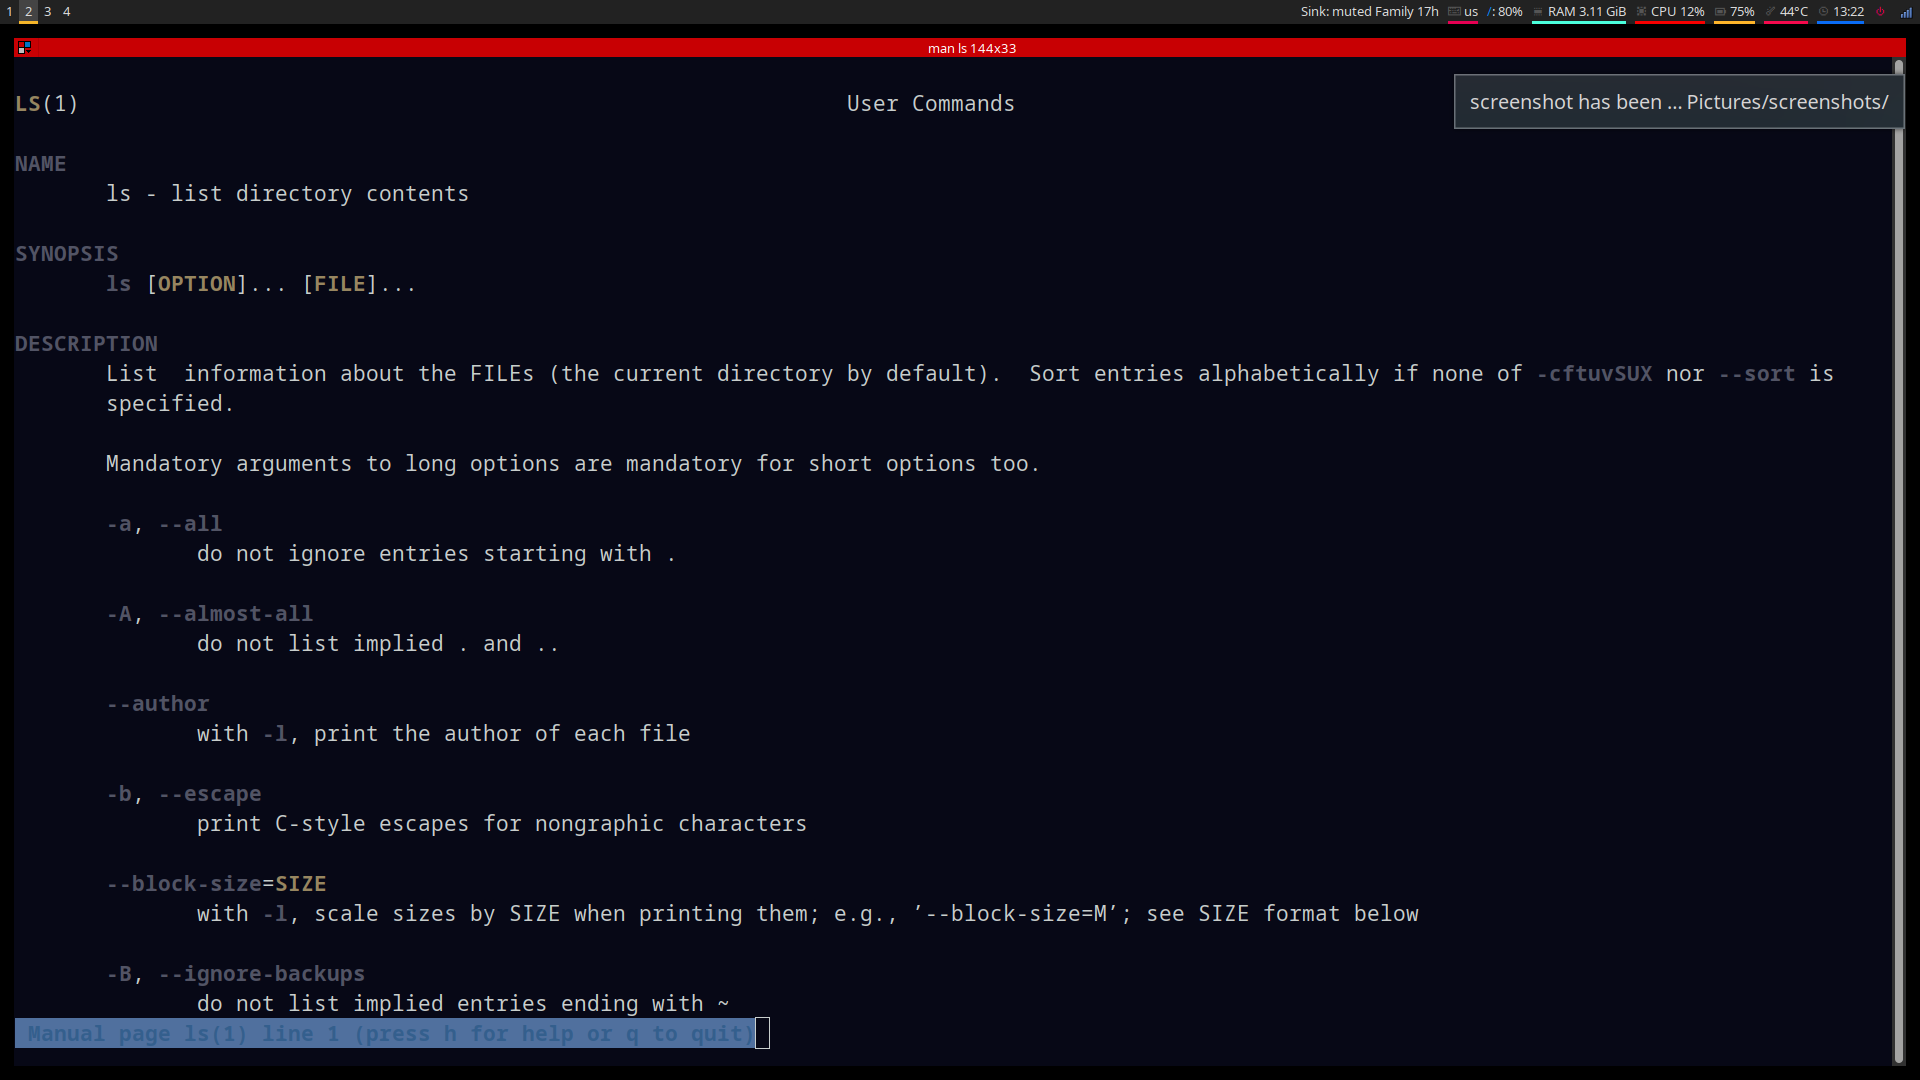 1 2 3 4 Sink: muted Family 17h us /: 80% RAM 3.11 GiB CPU 12% 75% 44°C 13:22
man ls 144x33
LS(1) User Commands
screenshot has been ... Pictures/screenshots/
NAME
ls - list directory contents
SYNOPSIS
ls [OPTION]... [FILE]...
DESCRIPTION
List  information about the FILEs (the current directory by default).  Sort entries alphabetically if none of -cftuvSUX nor --sort is
specified.
Mandatory arguments to long options are mandatory for short options too.
-a, --all
do not ignore entries starting with .
-A, --almost-all
do not list implied . and ..
--author
with -l, print the author of each file
-b, --escape
print C-style escapes for nongraphic characters
--block-size=SIZE
with -l, scale sizes by SIZE when printing them; e.g., ’--block-size=M’; see SIZE format below
-B, --ignore-backups
do not list implied entries ending with ~
Manual page ls(1) line 1 (press h for help or q to quit)